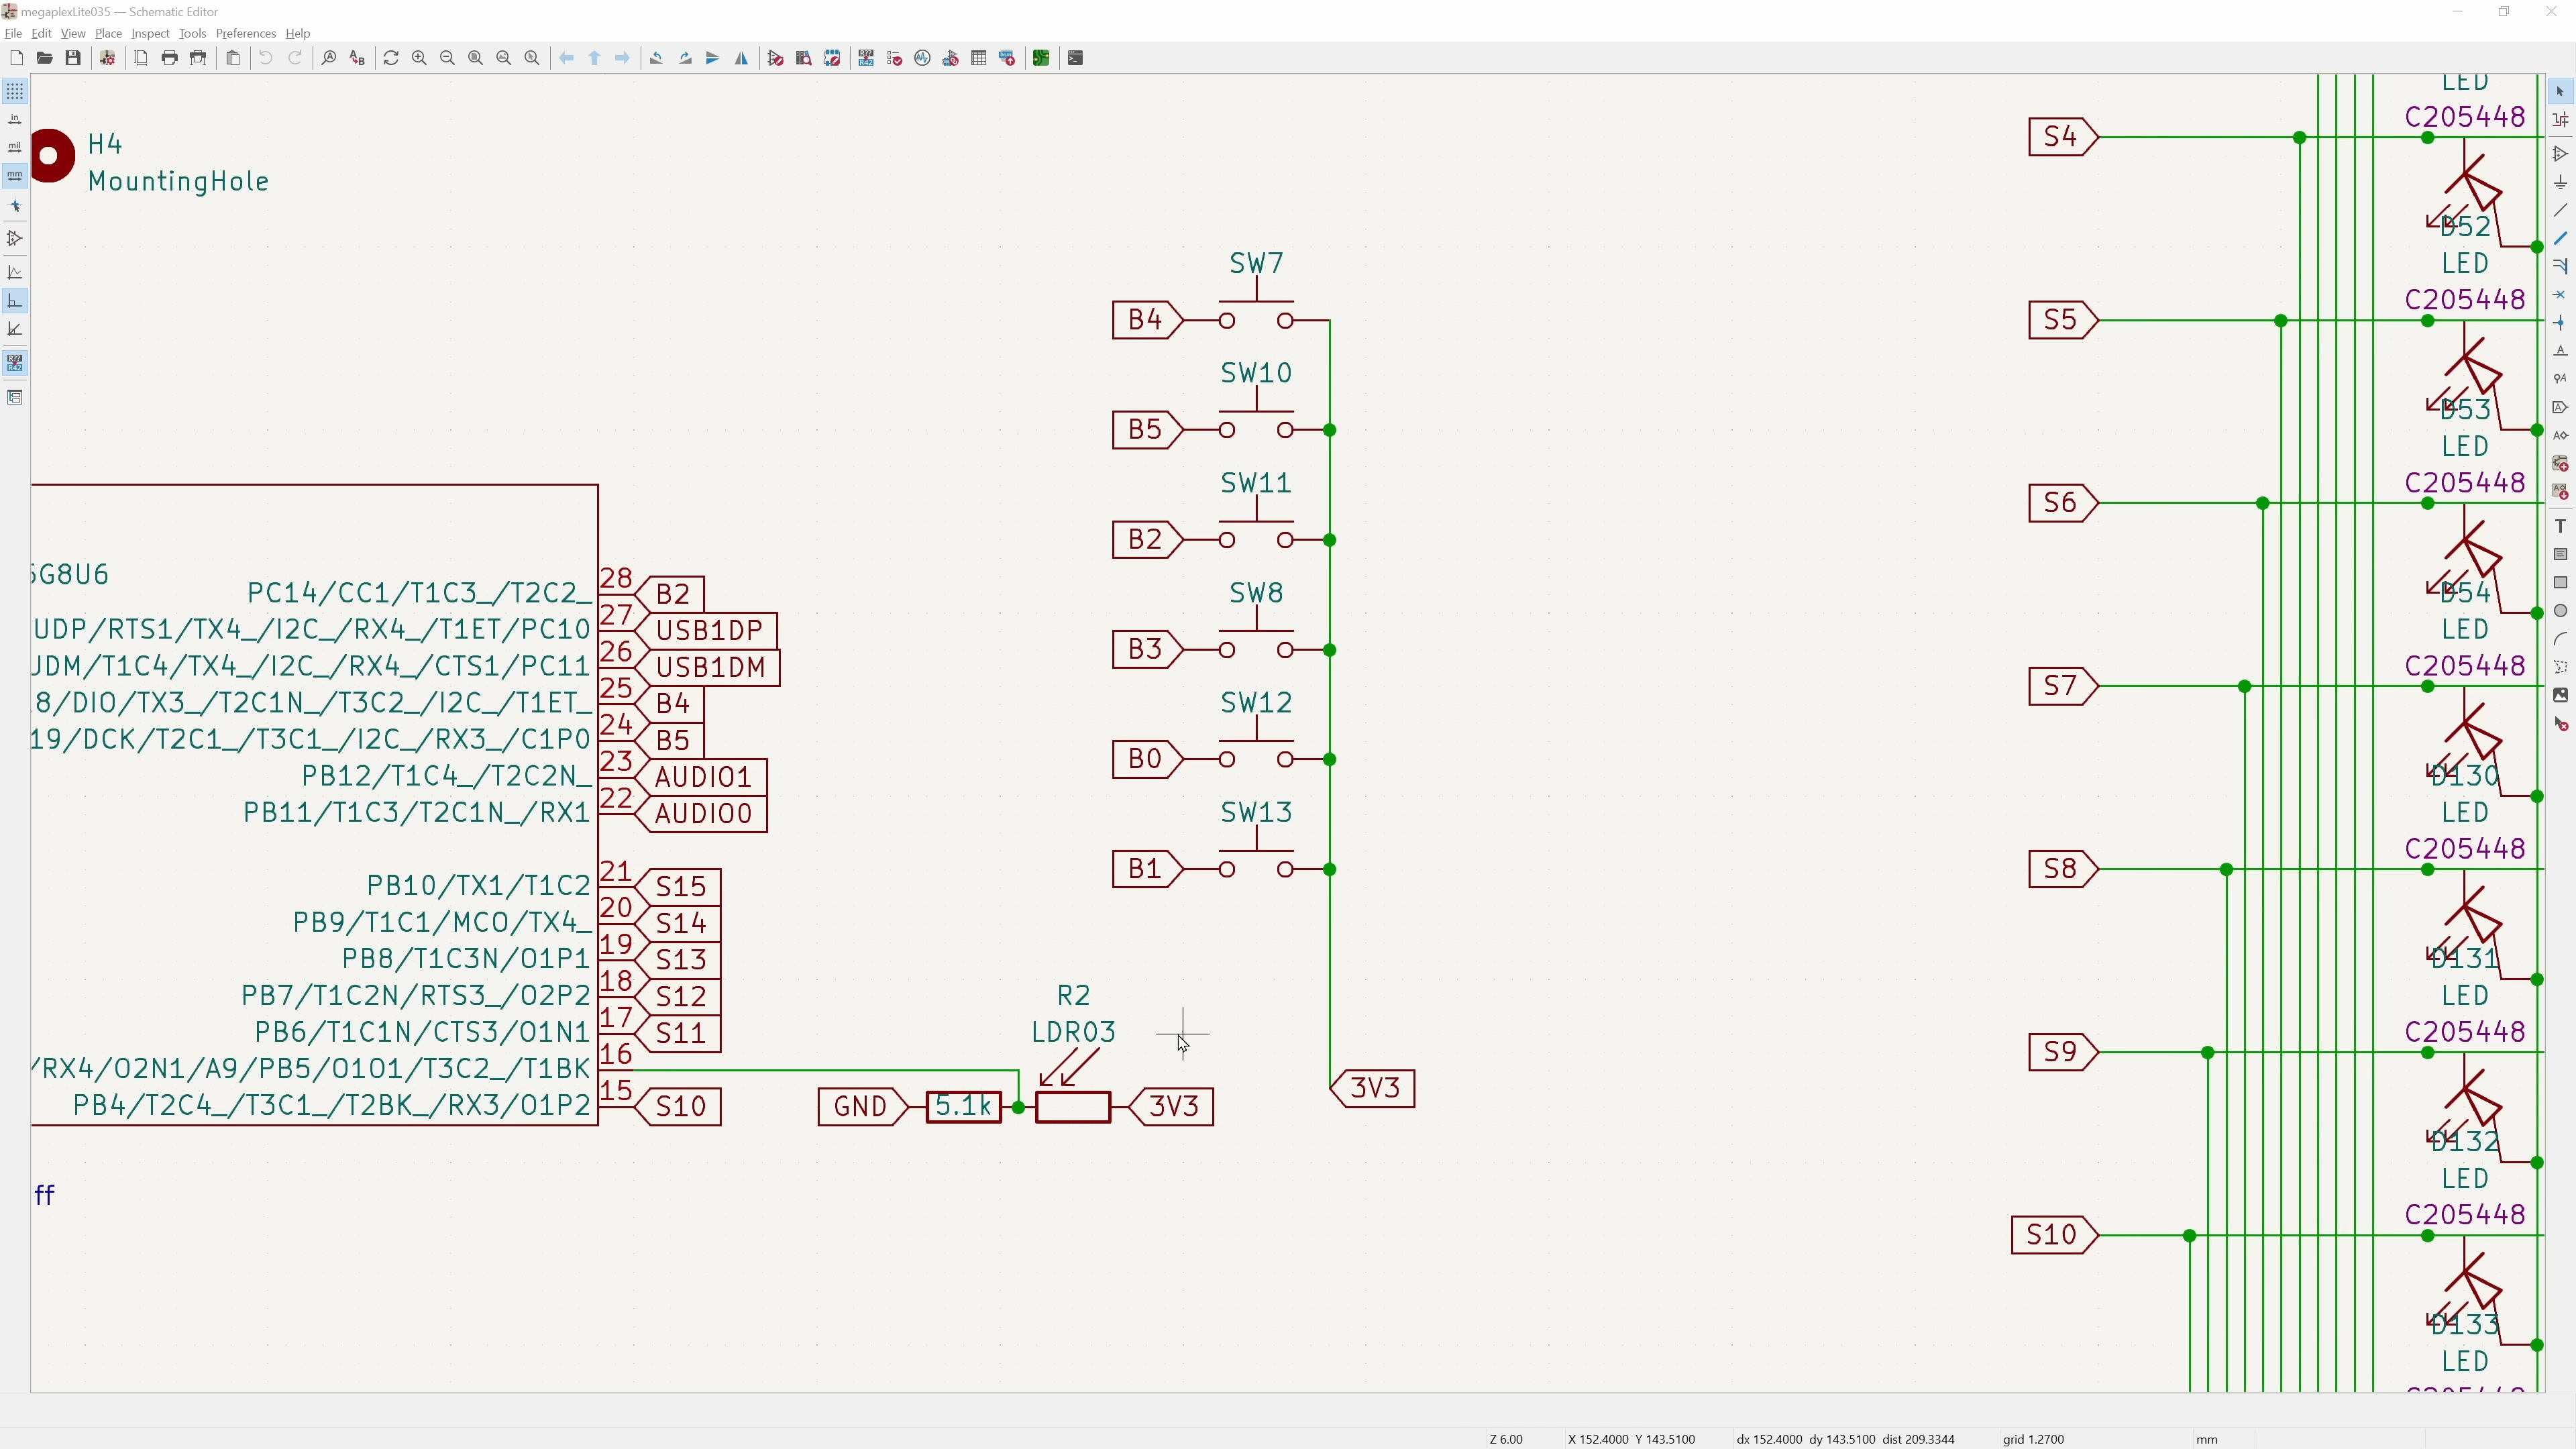 megaplexLite035 — Schematic Editor
File Edit View Place Inspect Tools Preferences Help
in
mil
mm
H4
MountingHole
5G8U6
PC14/CC1/T1C3_/T2C2_ 28 B2
UDP/RTS1/TX4_/I2C_/RX4_/T1ET/PC10 27 USB1DP
UDM/T1C4/TX4_/I2C_/RX4_/CTS1/PC11 26 USB1DM
8/DIO/TX3_/T2C1N_/T3C2_/I2C_/T1ET_ 25 B4
19/DCK/T2C1_/T3C1_/I2C_/RX3_/C1P0 24 B5
PB12/T1C4_/T2C2N_ 23 AUDIO1
PB11/T1C3/T2C1N_/RX1 22 AUDIO0
PB10/TX1/T1C2 21 S15
PB9/T1C1/MCO/TX4_ 20 S14
PB8/T1C3N/O1P1 19 S13
PB7/T1C2N/RTS3_/O2P2 18 S12
PB6/T1C1N/CTS3/O1N1 17 S11
/RX4/O2N1/A9/PB5/O1O1/T3C2_/T1BK 16
PB4/T2C4_/T3C1_/T2BK_/RX3/O1P2 15 S10
ff
SW7
B4
SW10
B5
SW11
B2
SW8
B3
SW12
B0
SW13
B1
3V3
R2
LDR03
GND 5.1k 3V3
LED
C205448
S4
D52
LED
C205448
S5
D53
LED
C205448
S6
D54
LED
C205448
S7
D130
LED
C205448
S8
D131
LED
C205448
S9
D132
LED
C205448
S10
D133
LED
C205448
Z 6.00 X 152.4000 Y 143.5100 dx 152.4000 dy 143.5100 dist 209.3344 grid 1.2700 mm